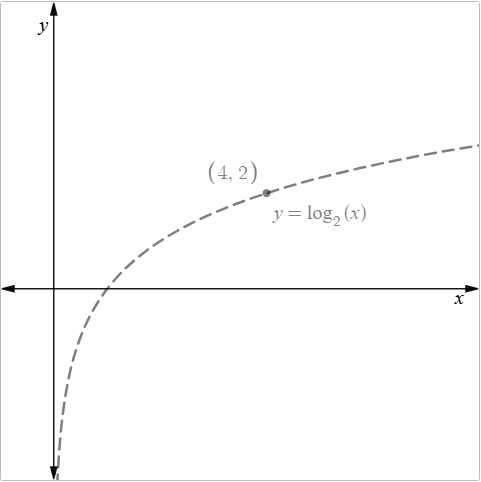 y
(4, 2)
y = log₂(x)
x